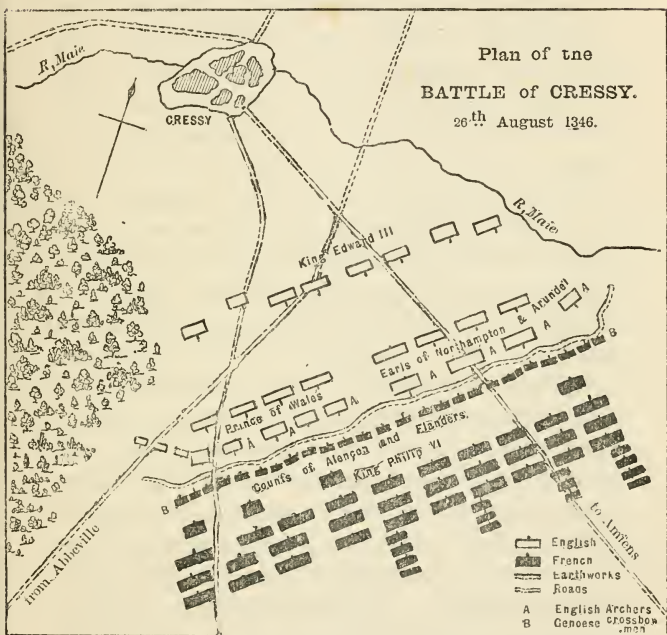 Plan of tne
BATTLE of CRESSY.
26th August 1346.
R. Maie
CRESSY
R. Maie
King Edward III
Earls of Northampton & Arundel
A
A
A
A
B
Prince of Wales
A
A
A
A
Counts of Alençon and Flanders.
King Philip VI
B
from Abbeville
to Amiens
English
French
Earthworks
Roads
A English Archers
B Genoese crossbow
men